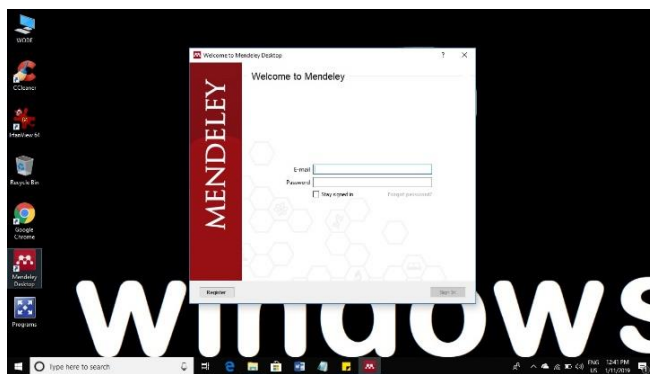 WORK
CCleaner
IrfanView 64
Recycle Bin
Google
Chrome
Mendeley
Desktop
Programs
Welcome to Mendeley Desktop
? ×
MENDELEY
Welcome to Mendeley
E-mail
Password
Stay signed in
Forgot password?
Register
Sign In
windows
Type here to search
ENG
US
12:41 PM
1/11/2019